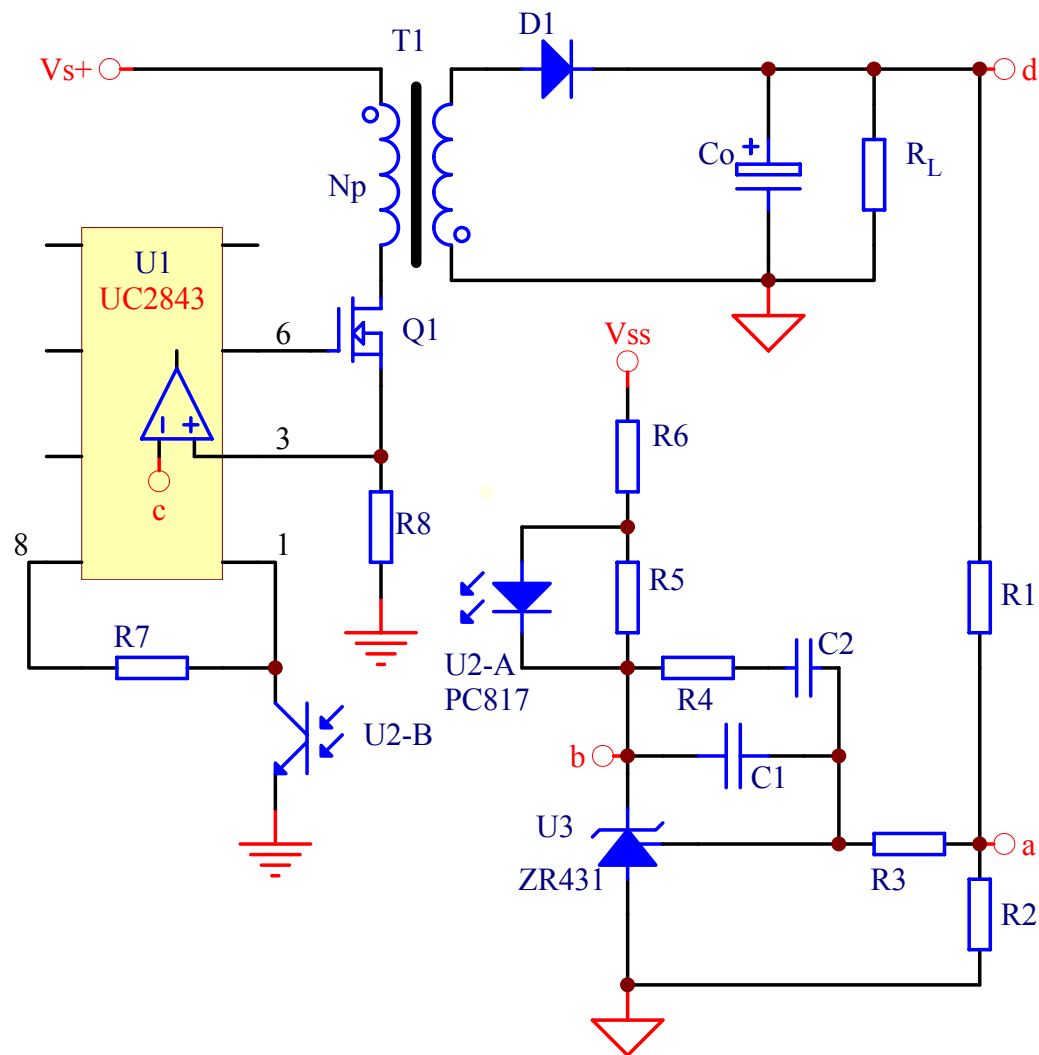 D1
T1
Vs+
d
Co
+
RL
Np
U1
UC2843
6
Q1
Vss
R6
3
c
R8
8
1
R5
R1
R7
U2-A
PC817
C2
R4
U2-B
b
C1
U3
ZR431
a
R3
R2